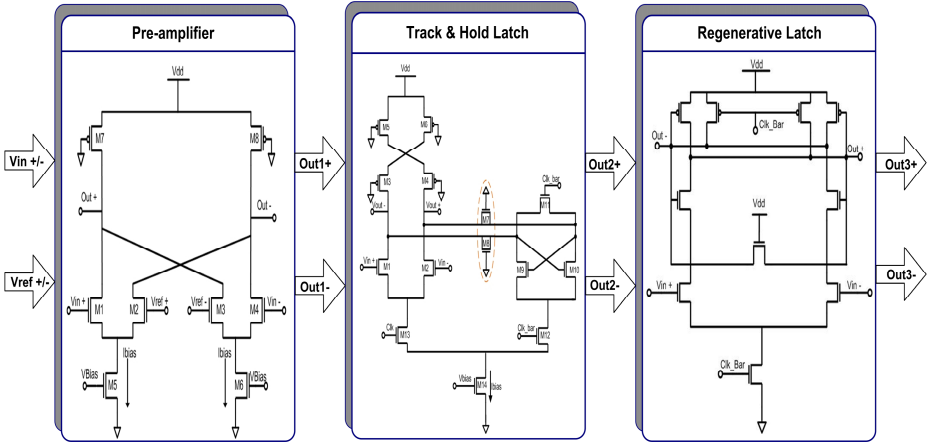 Pre-amplifier
Vdd
M7
M8
Out +
Out -
Vin +
M1
M2
Vref +
Vref -
M3
M4
Vin -
VBias
M5
Ibias
Ibias
M6
VBias
Vin +/-
Vref +/-
Out1+
Out1-
Track & Hold Latch
Vdd
M5
M6
M3
M4
Vout -
Vout +
M7
M8
Clk_bar
M11
Vin +
M1
M2
Vin -
M9
M10
Clk
M13
Clk_bar
M12
Vbias
M14
Ibias
Out2+
Out2-
Regenerative Latch
Vdd
Clk_Bar
Out -
Out
Vdd
Vin +
Vin -
Clk_Bar
Out3+
Out3-